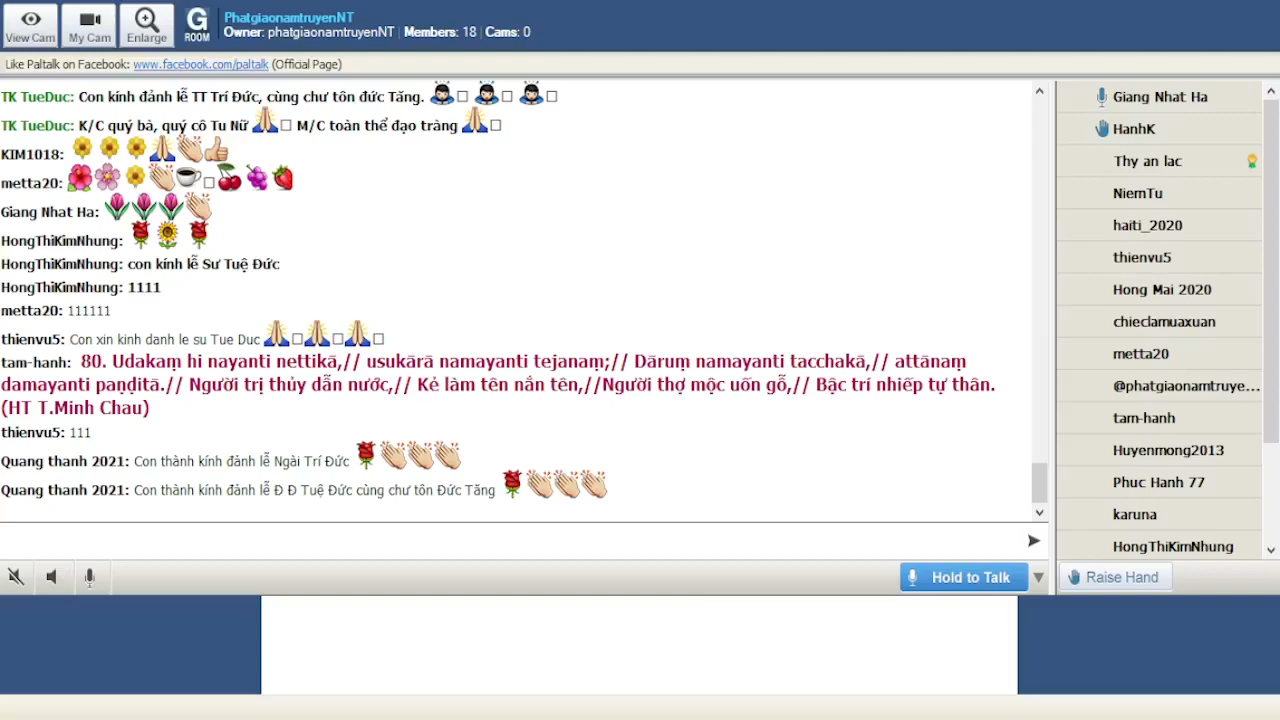 View Cam
My Cam
Enlarge
G
ROOM
PhatgiaonamtruyenNT
Owner: phatgiaonamtruyenNT | Members: 18 | Cams: 0
Like Paltalk on Facebook: www.facebook.com/paltalk (Official Page)
TK TueDuc: Con kính đảnh lễ TT Trí Đức, cùng chư tôn đức Tăng.
TK TueDuc: K/C quý bà, quý cô Tu Nữ M/C toàn thể đạo tràng
KIM1018:
metta20:
Giang Nhat Ha:
HongThiKimNhung:
HongThiKimNhung: con kính lễ Sư Tuệ Đức
HongThiKimNhung: 1111
metta20: 111111
thienvu5: Con xin kinh danh le su Tue Duc
tam-hanh: 80. Udakaṃ hi nayanti nettikā,// usukārā namayanti tejanaṃ;// Dāruṃ namayanti tacchakā,// attānaṃ
damayanti paṇḍitā.// Người trị thủy dẫn nước,// Kẻ làm tên nắn tên,//Người thợ mộc uốn gỗ,// Bậc trí nhiếp tự thân.
(HT T.Minh Chau)
thienvu5: 111
Quang thanh 2021: Con thành kính đảnh lễ Ngài Trí Đức
Quang thanh 2021: Con thành kính đảnh lễ Đ Đ Tuệ Đức cùng chư tôn Đức Tăng
Hold to Talk
Giang Nhat Ha
HanhK
Thy an lac
NiemTu
haiti_2020
thienvu5
Hong Mai 2020
chieclamuaxuan
metta20
@phatgiaonamtruye...
tam-hanh
Huyenmong2013
Phuc Hanh 77
karuna
HongThiKimNhung
Raise Hand